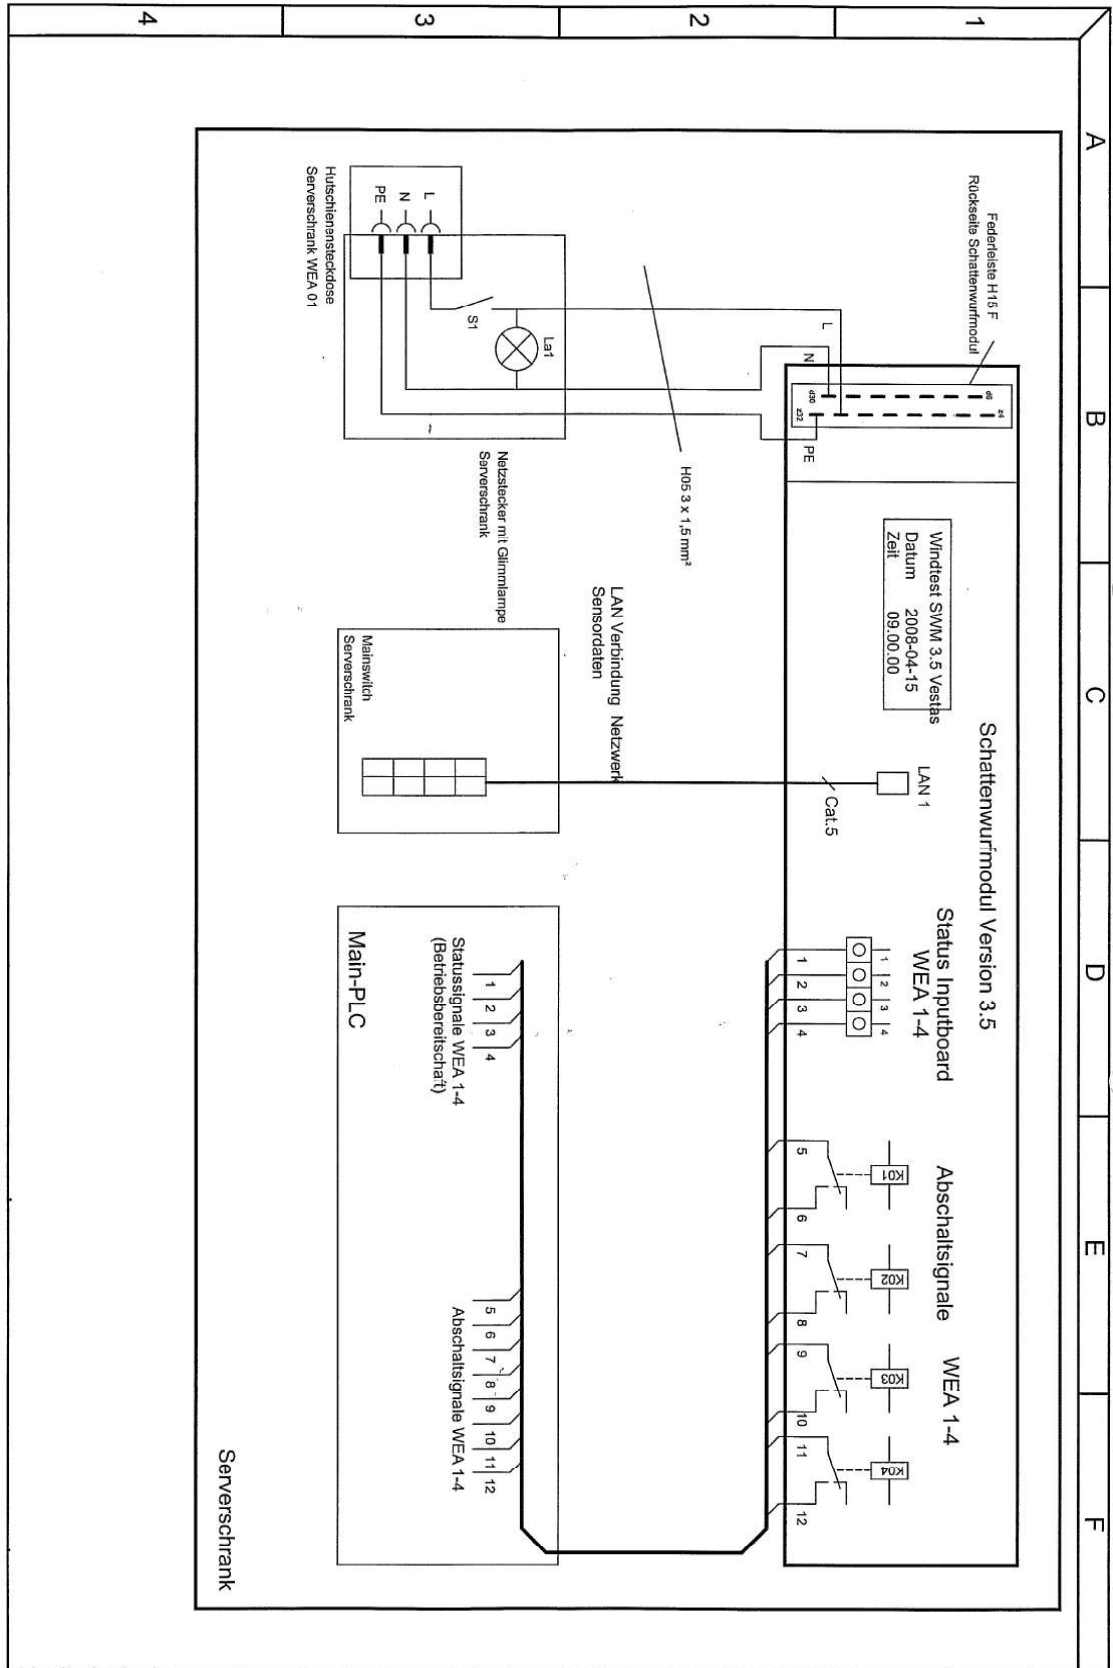 A
B
C
D
E
F
1
2
3
4
Schattenwurfmodul Version 3.5
Federleiste H15 F
Rückseite Schattenwurfmodul
d6
z4
d30
z32
L
N
PE
Windtest SWM 3.5 Vestas
Datum 2008-04-15
Zeit 09.00.00
LAN 1
Cat.5
Status Inputboard
WEA 1-4
1
2
3
4
1
2
3
4
Abschaltsignale WEA 1-4
K01
K02
K03
K04
5
6
7
8
9
10
11
12
H05 3 x 1,5 mm²
LAN Verbindung Netzwerk
Sensordaten
La1
S1
L
N
PE
~
Hutschienensteckdose
Serverschrank WEA 01
Netzstecker mit Glimmlampe
Serverschrank
Mainswitch
Serverschrank
1
2
3
4
Statussignale WEA 1-4
(Betriebsbereitschaft)
Main-PLC
5
6
7
8
9
10
11
12
Abschaltsignale WEA 1-4
Serverschrank